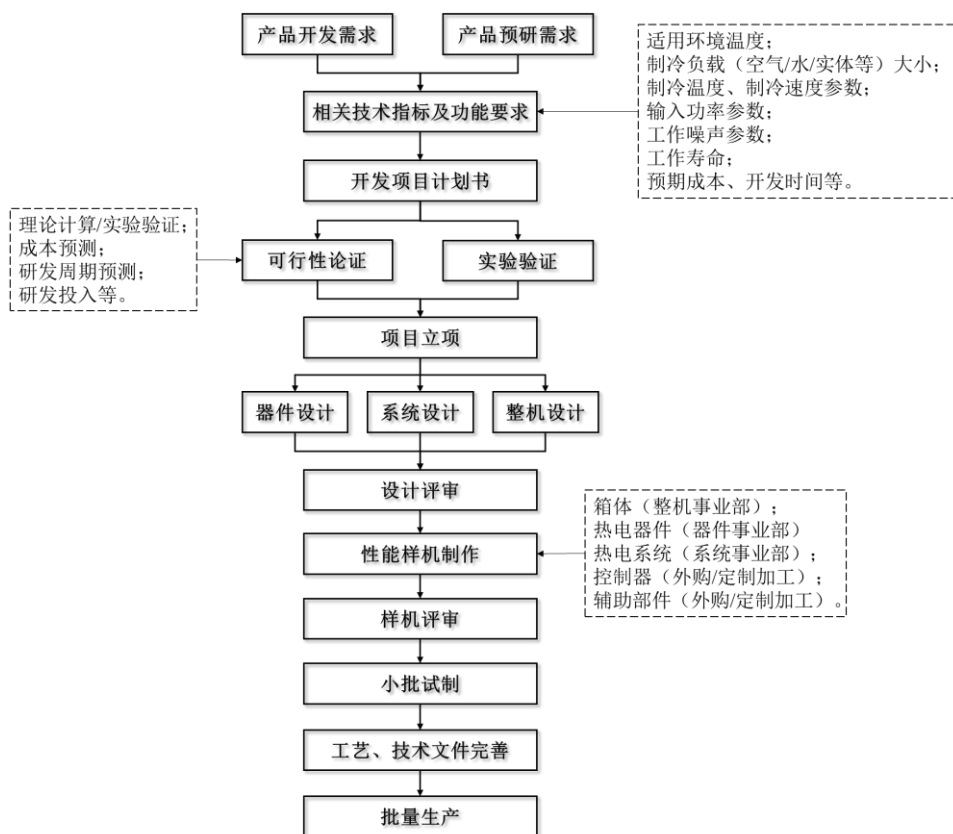 产品开发需求
产品预研需求
适用环境温度；
制冷负载（空气/水/实体等）大小；
制冷温度、制冷速度参数；
输入功率参数；
工作噪声参数；
工作寿命；
预期成本、开发时间等。
相关技术指标及功能要求
开发项目计划书
理论计算/实验验证；
成本预测；
研发周期预测；
研发投入等。
可行性论证
实验验证
项目立项
器件设计
系统设计
整机设计
设计评审
箱体（整机事业部）；
热电器件（器件事业部）
热电系统（系统事业部）；
控制器（外购/定制加工）；
辅助部件（外购/定制加工）。
性能样机制作
样机评审
小批试制
工艺、技术文件完善
批量生产